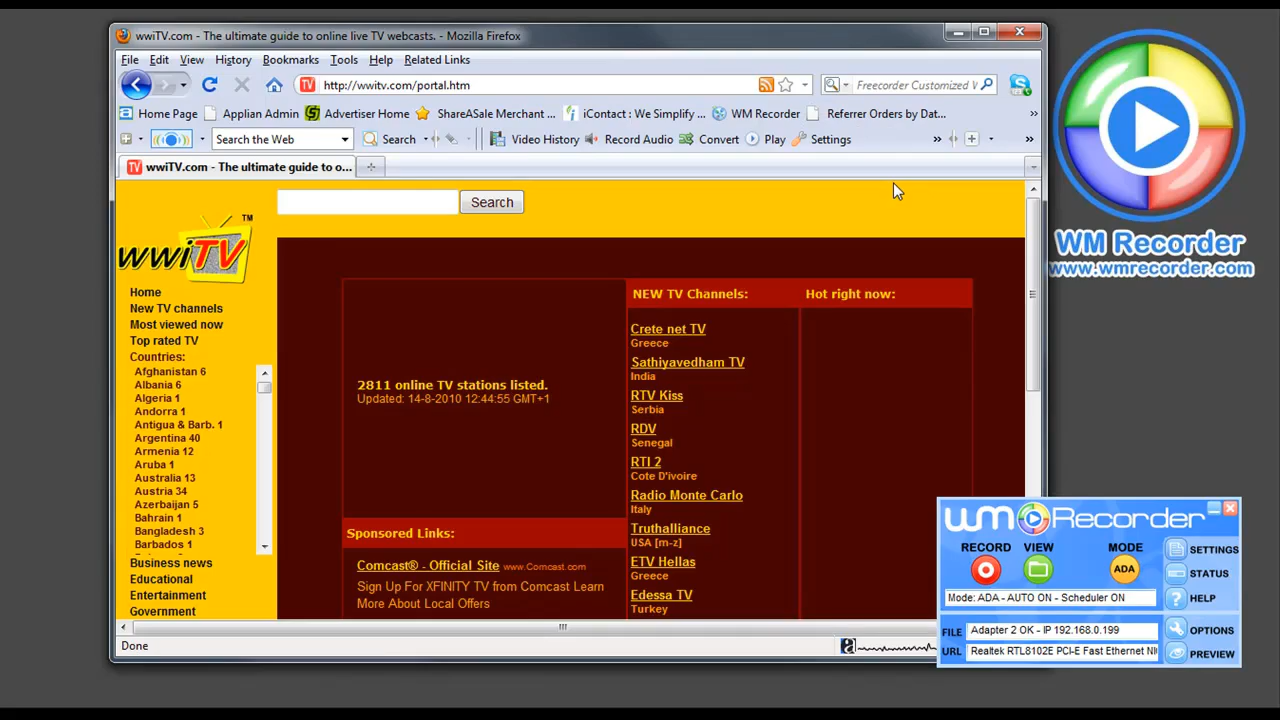 wwiTV.com - The ultimate guide to online live TV webcasts. - Mozilla Firefox
File Edit View History Bookmarks Tools Help Related Links
http://wwitv.com/portal.htm
Freecorder Customized
Home Page Applian Admin Advertiser Home ShareASale Merchant ... iContact : We Simplify ... WM Recorder Referrer Orders by Dat...
Search the Web Search Video History Record Audio Convert Play Settings
wwiTV.com - The ultimate guide to o...
Search
wwiTV TM
Home
New TV channels
Most viewed now
Top rated TV
Countries:
Afghanistan 6
Albania 6
Algeria 1
Andorra 1
Antigua & Barb. 1
Argentina 40
Armenia 12
Aruba 1
Australia 13
Austria 34
Azerbaijan 5
Bahrain 1
Bangladesh 3
Barbados 1
Business news
Educational
Entertainment
Government
2811 online TV stations listed.
Updated: 14-8-2010 12:44:55 GMT+1
Sponsored Links:
Comcast® - Official Site www.Comcast.com
Sign Up For XFINITY TV from Comcast Learn
More About Local Offers
NEW TV Channels:
Crete net TV
Greece
Sathiyavedham TV
India
RTV Kiss
Serbia
RDV
Senegal
RTI 2
Cote D'ivoire
Radio Monte Carlo
Italy
Truthalliance
USA [m-z]
ETV Hellas
Greece
Edessa TV
Turkey
Hot right now:
Done
WM Recorder
www.wmrecorder.com
wm Recorder
RECORD VIEW MODE
ADA
SETTINGS
STATUS
HELP
Mode: ADA - AUTO ON - Scheduler ON
FILE Adapter 2 OK - IP 192.168.0.199
OPTIONS
URL Realtek RTL8102E PCI-E Fast Ethernet NI
PREVIEW